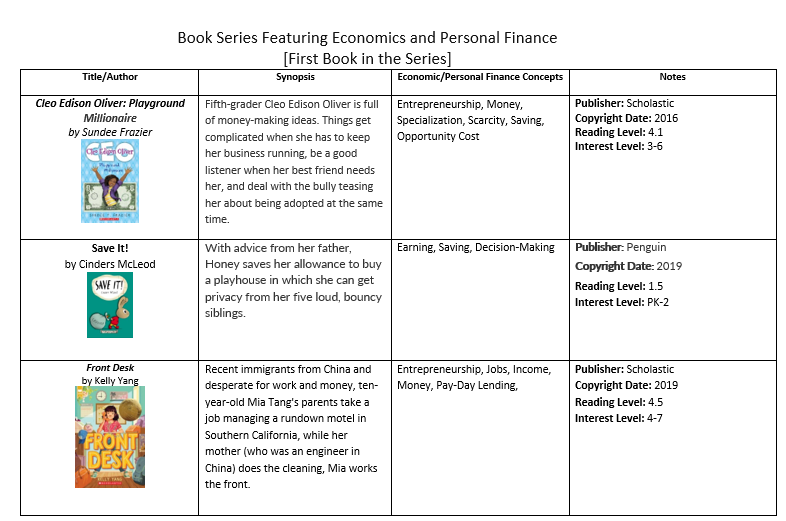 Book Series Featuring Economics and Personal Finance
[First Book in the Series]
Title/Author
Synopsis
Economic/Personal Finance Concepts
Notes
Cleo Edison Oliver: Playground
Millionaire
by Sundee Frazier
CEO
Cleo Edison Oliver
Fifth-grader Cleo Edison Oliver is full
of money-making ideas. Things get
complicated when she has to keep
her business running, be a good
listener when her best friend needs
her, and deal with the bully teasing
her about being adopted at the same
time.
Entrepreneurship, Money,
Specialization, Scarcity, Saving,
Opportunity Cost
Publisher: Scholastic
Copyright Date: 2016
Reading Level: 4.1
Interest Level: 3-6
Save It!
by Cinders McLeod
SAVE IT!
With advice from her father,
Honey saves her allowance to buy
a playhouse in which she can get
privacy from her five loud, bouncy
siblings.
Earning, Saving, Decision-Making
Publisher: Penguin
Copyright Date: 2019
Reading Level: 1.5
Interest Level: PK-2
Front Desk
by Kelly Yang
FRONT
DESK
KELLY YANG
Recent immigrants from China and
desperate for work and money, ten-
year-old Mia Tang's parents take a
job managing a rundown motel in
Southern California, while her
mother (who was an engineer in
China) does the cleaning, Mia works
the front.
Entrepreneurship, Jobs, Income,
Money, Pay-Day Lending,
Publisher: Scholastic
Copyright Date: 2019
Reading Level: 4.5
Interest Level: 4-7